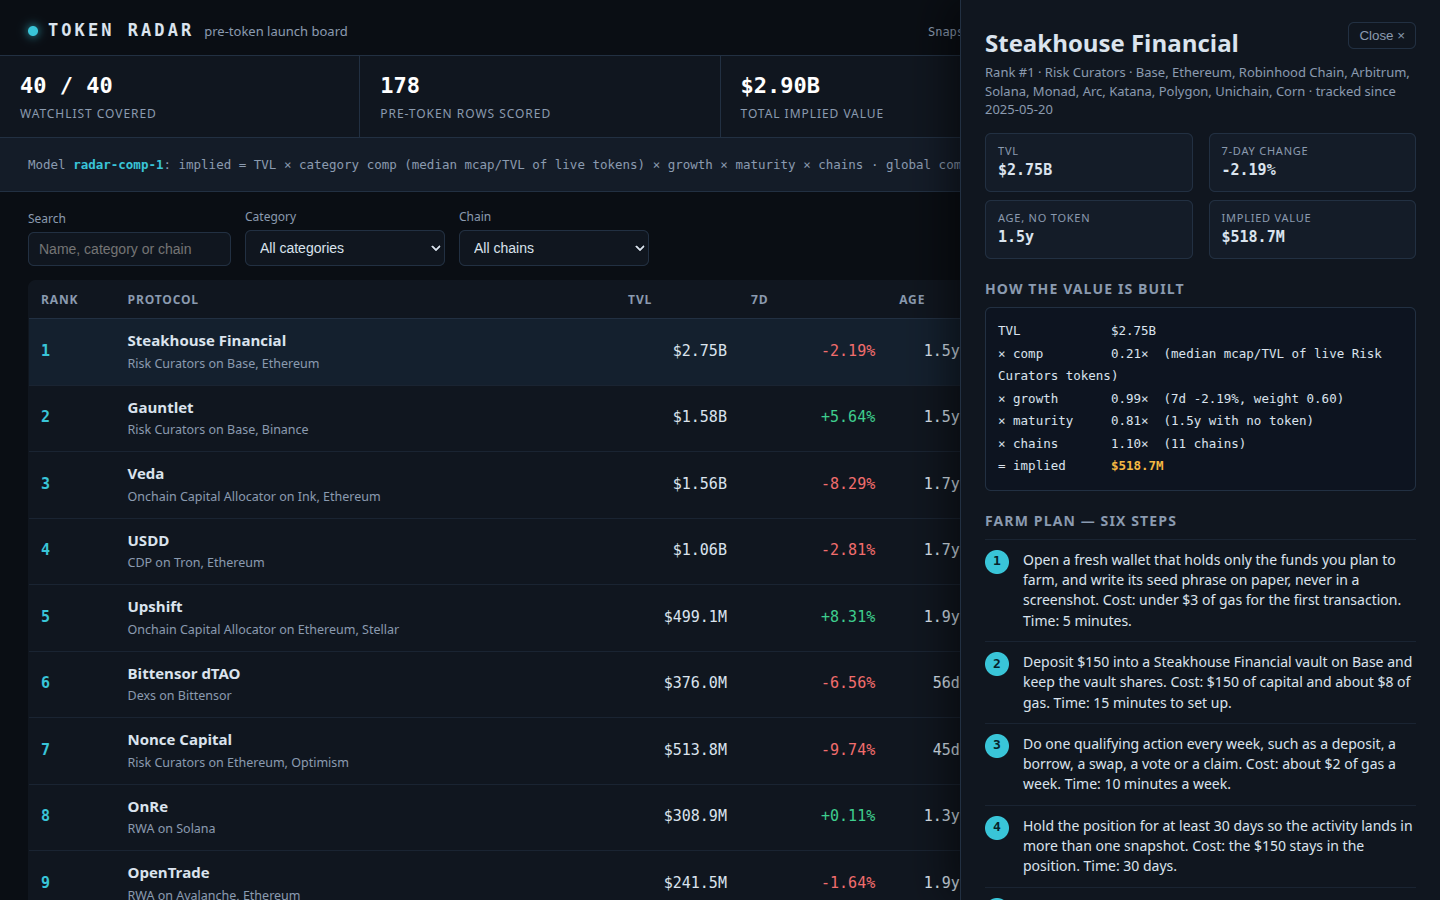 TOKEN RADAR pre-token launch board
Snaps
40 / 40
WATCHLIST COVERED
178
PRE-TOKEN ROWS SCORED
$2.90B
TOTAL IMPLIED VALUE
Model radar-comp-1: implied = TVL × category comp (median mcap/TVL of live tokens) × growth × maturity × chains · global com
Search
Category
Chain
Name, category or chain
All categories
All chains
RANK PROTOCOL TVL 7D AGE
1 Steakhouse Financial $2.75B -2.19% 1.5y
Risk Curators on Base, Ethereum
2 Gauntlet $1.58B +5.64% 1.5y
Risk Curators on Base, Binance
3 Veda $1.56B -8.29% 1.7y
Onchain Capital Allocator on Ink, Ethereum
4 USDD $1.06B -2.81% 1.7y
CDP on Tron, Ethereum
5 Upshift $499.1M +8.31% 1.9y
Onchain Capital Allocator on Ethereum, Stellar
6 Bittensor dTAO $376.0M -6.56% 56d
Dexs on Bittensor
7 Nonce Capital $513.8M -9.74% 45d
Risk Curators on Ethereum, Optimism
8 OnRe $308.9M +0.11% 1.3y
RWA on Solana
9 OpenTrade $241.5M -1.64% 1.9y
RWA on Avalanche, Ethereum
Steakhouse Financial
Close ×
Rank #1 · Risk Curators · Base, Ethereum, Robinhood Chain, Arbitrum,
Solana, Monad, Arc, Katana, Polygon, Unichain, Corn · tracked since
2025-05-20
TVL
$2.75B
7-DAY CHANGE
-2.19%
AGE, NO TOKEN
1.5y
IMPLIED VALUE
$518.7M
HOW THE VALUE IS BUILT
TVL $2.75B
× comp 0.21× (median mcap/TVL of live Risk
Curators tokens)
× growth 0.99× (7d -2.19%, weight 0.60)
× maturity 0.81× (1.5y with no token)
× chains 1.10× (11 chains)
= implied $518.7M
FARM PLAN — SIX STEPS
1 Open a fresh wallet that holds only the funds you plan to
farm, and write its seed phrase on paper, never in a
screenshot. Cost: under $3 of gas for the first transaction.
Time: 5 minutes.
2 Deposit $150 into a Steakhouse Financial vault on Base and
keep the vault shares. Cost: $150 of capital and about $8 of
gas. Time: 15 minutes to set up.
3 Do one qualifying action every week, such as a deposit, a
borrow, a swap, a vote or a claim. Cost: about $2 of gas a
week. Time: 10 minutes a week.
4 Hold the position for at least 30 days so the activity lands in
more than one snapshot. Cost: the $150 stays in the
position. Time: 30 days.